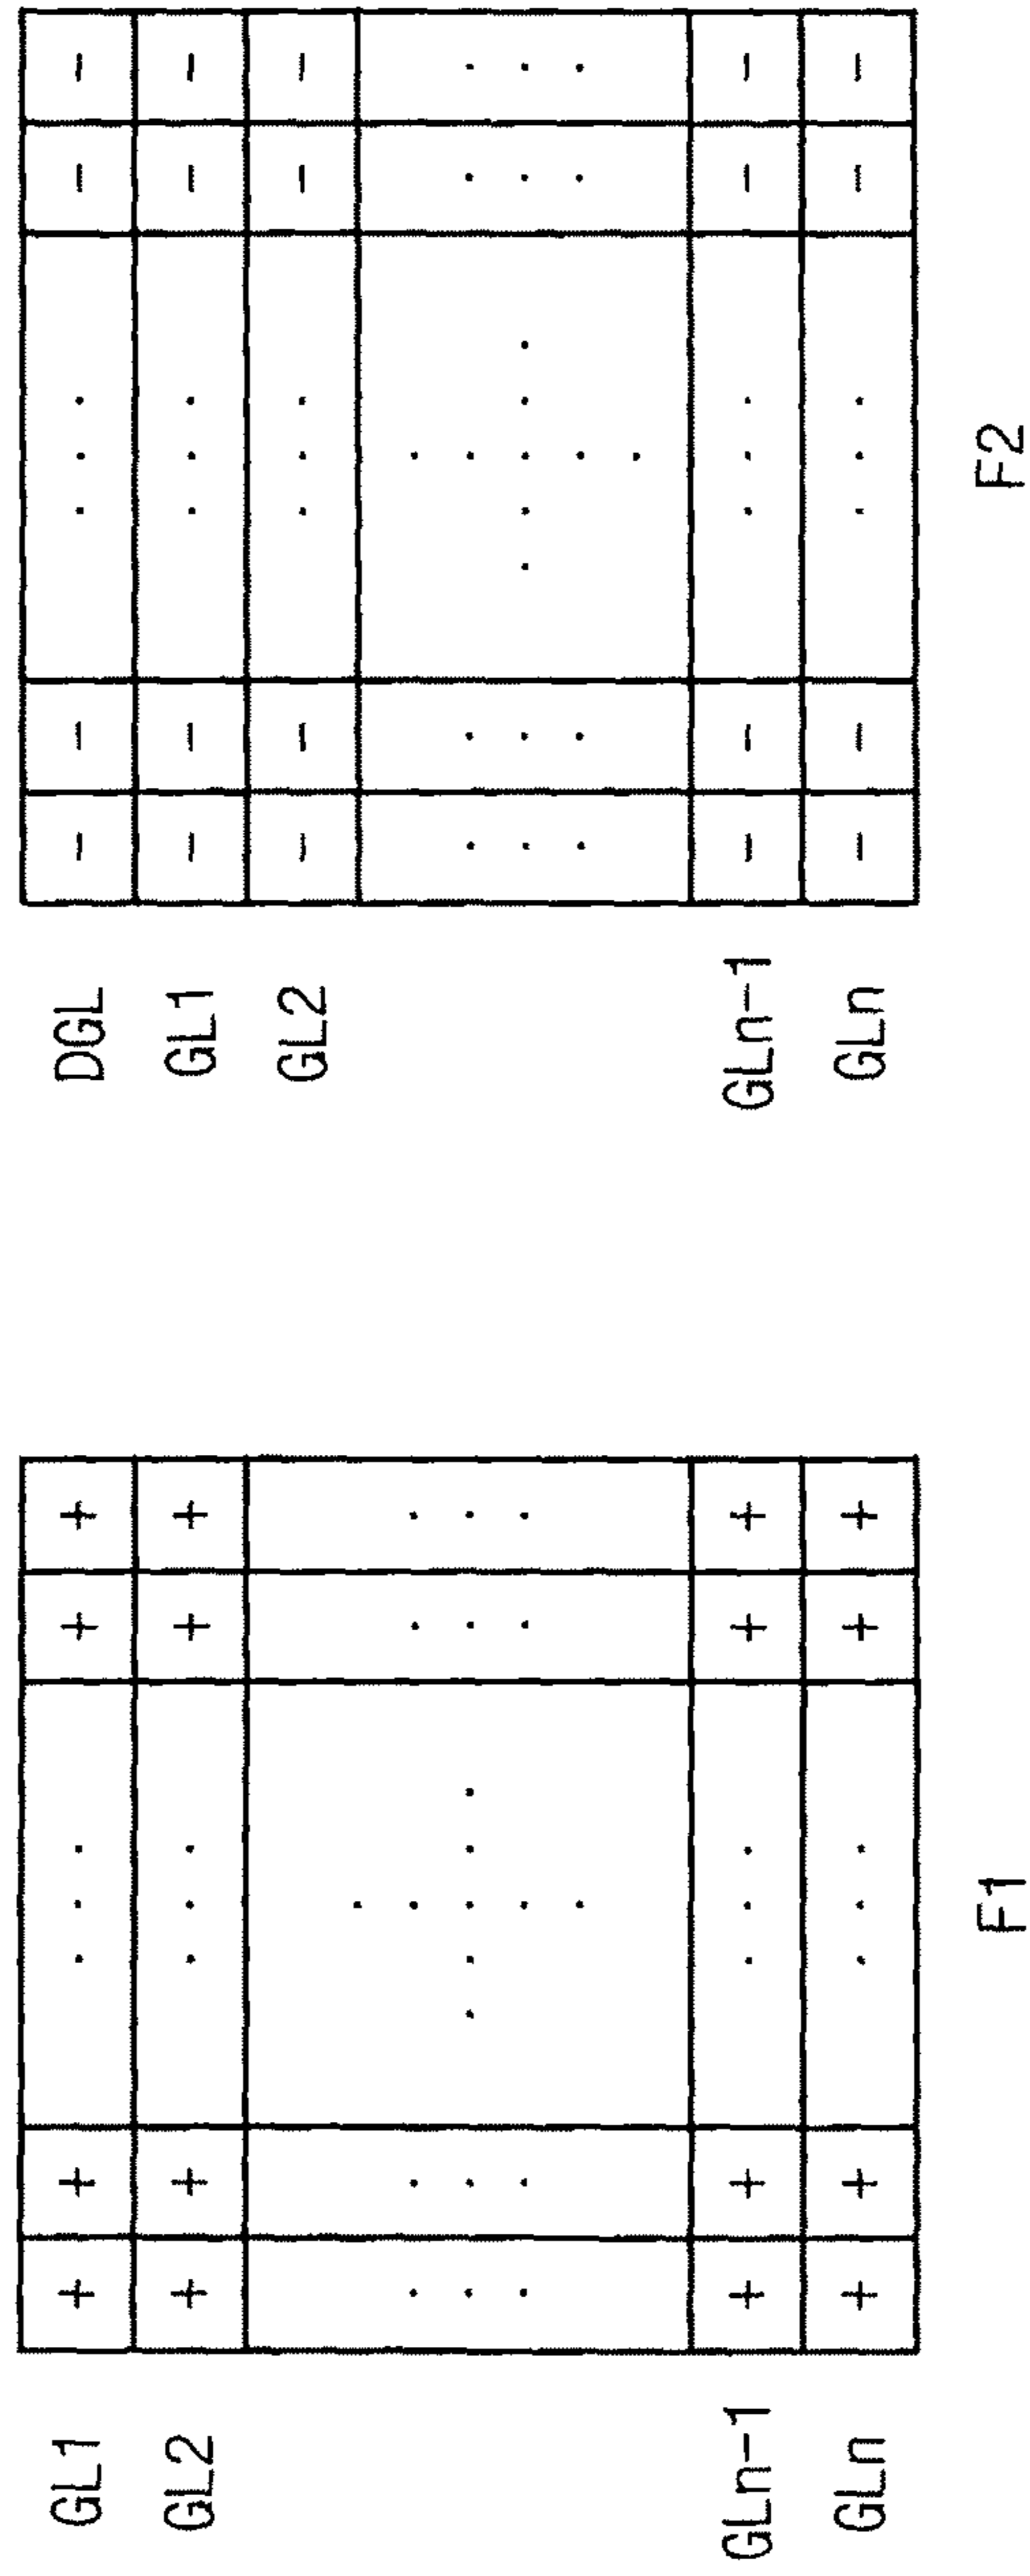 GL1 + + . . . + +
GL2 + + . . . + +
GLn-1 + + . . . + +
GLn + + . . . + +
F1
DGL - - . . . - -
GL1 - - . . . - -
GL2 - - . . . - -
GLn-1 - - . . . - -
GLn - - . . . - -
F2